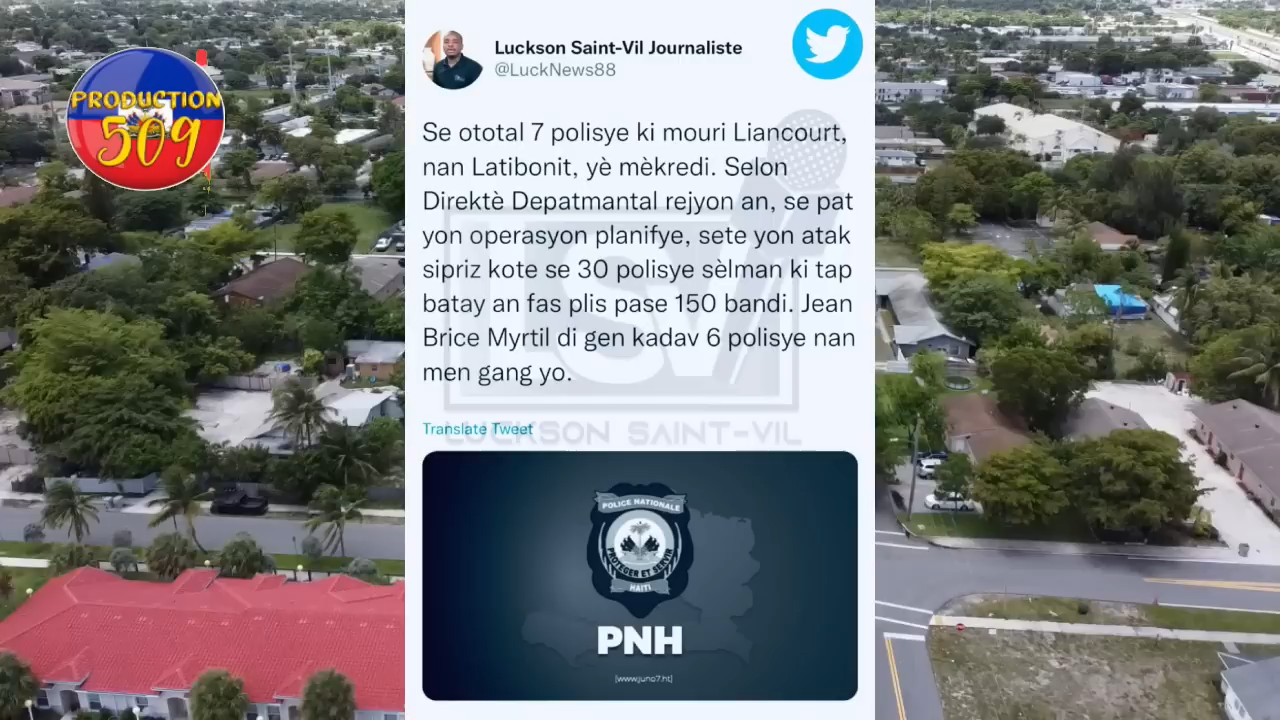 PRODUCTION
509
Luckson Saint-Vil Journaliste
@LuckNews88
Se ototal 7 polisye ki mouri Liancourt,
nan Latibonit, yè mèkredi. Selon
Direktè Depatmantal rejyon an, se pat
yon operasyon planifye, sete yon atak
sipriz kote se 30 polisye sèlman ki tap
batay an fas plis pase 150 bandi. Jean
Brice Myrtil di gen kadav 6 polisye nan
men gang yo.
LSV
Translate Tweet
LUCKSON SAINT-VIL
POLICE NATIONALE
PROTEGER ET SERVIR
HAITI
PNH
[www.juno7.ht]